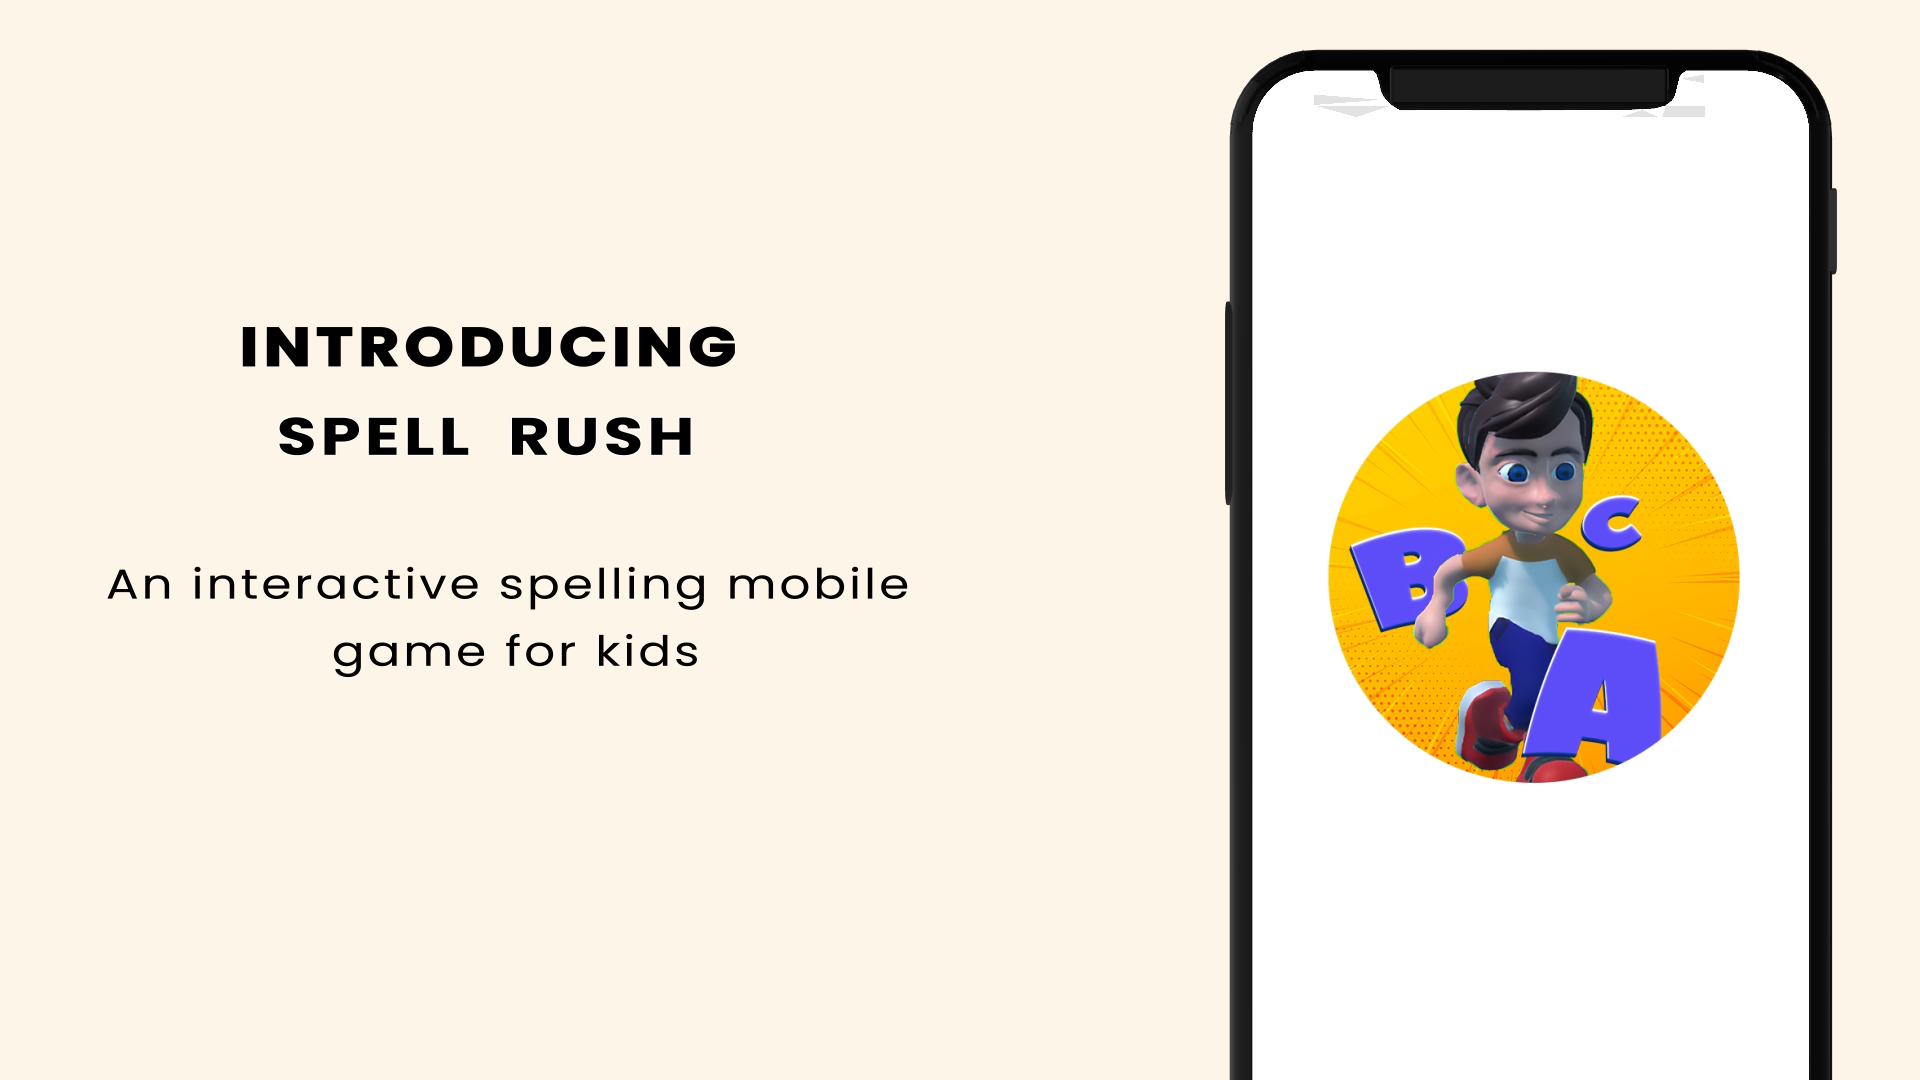 INTRODUCING
SPELL RUSH
An interactive spelling mobile
game for kids
B
C
A